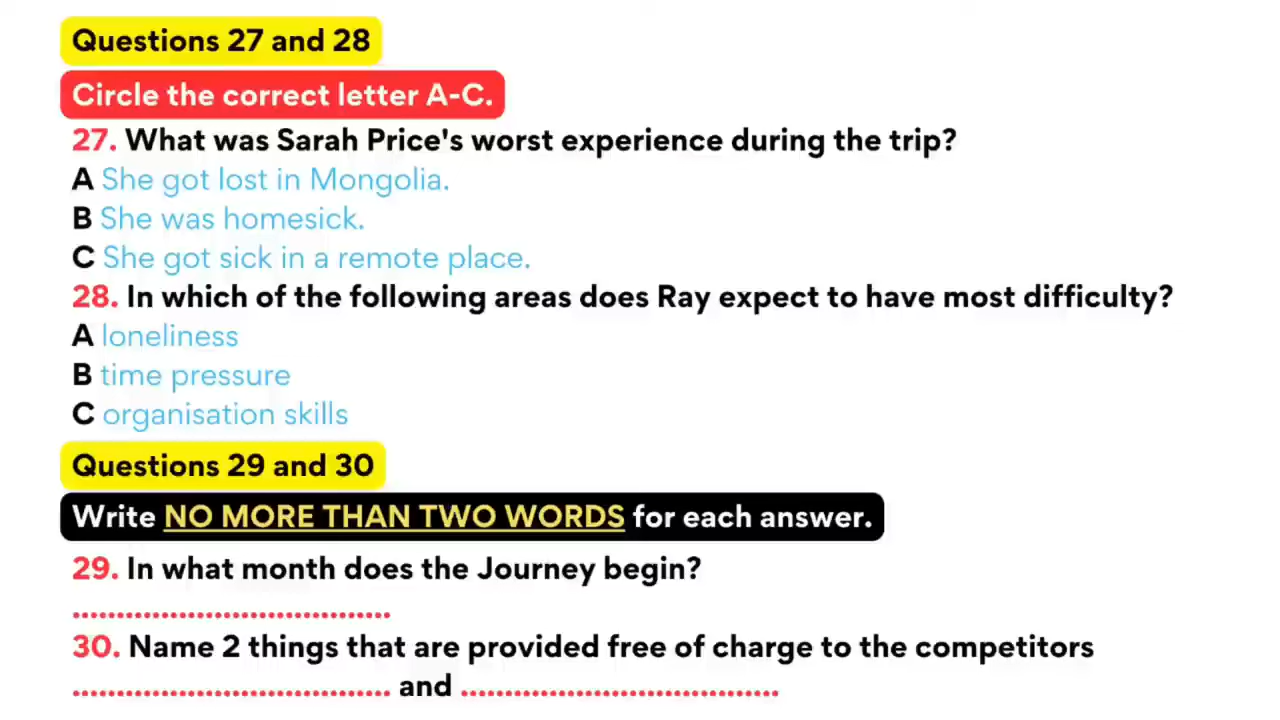 Questions 27 and 28
Circle the correct letter A-C.
27. What was Sarah Price's worst experience during the trip?
A She got lost in Mongolia.
B She was homesick.
C She got sick in a remote place.
28. In which of the following areas does Ray expect to have most difficulty?
A loneliness
B time pressure
C organisation skills
Questions 29 and 30
Write NO MORE THAN TWO WORDS for each answer.
29. In what month does the Journey begin?
....................................
30. Name 2 things that are provided free of charge to the competitors
.................................... and ....................................